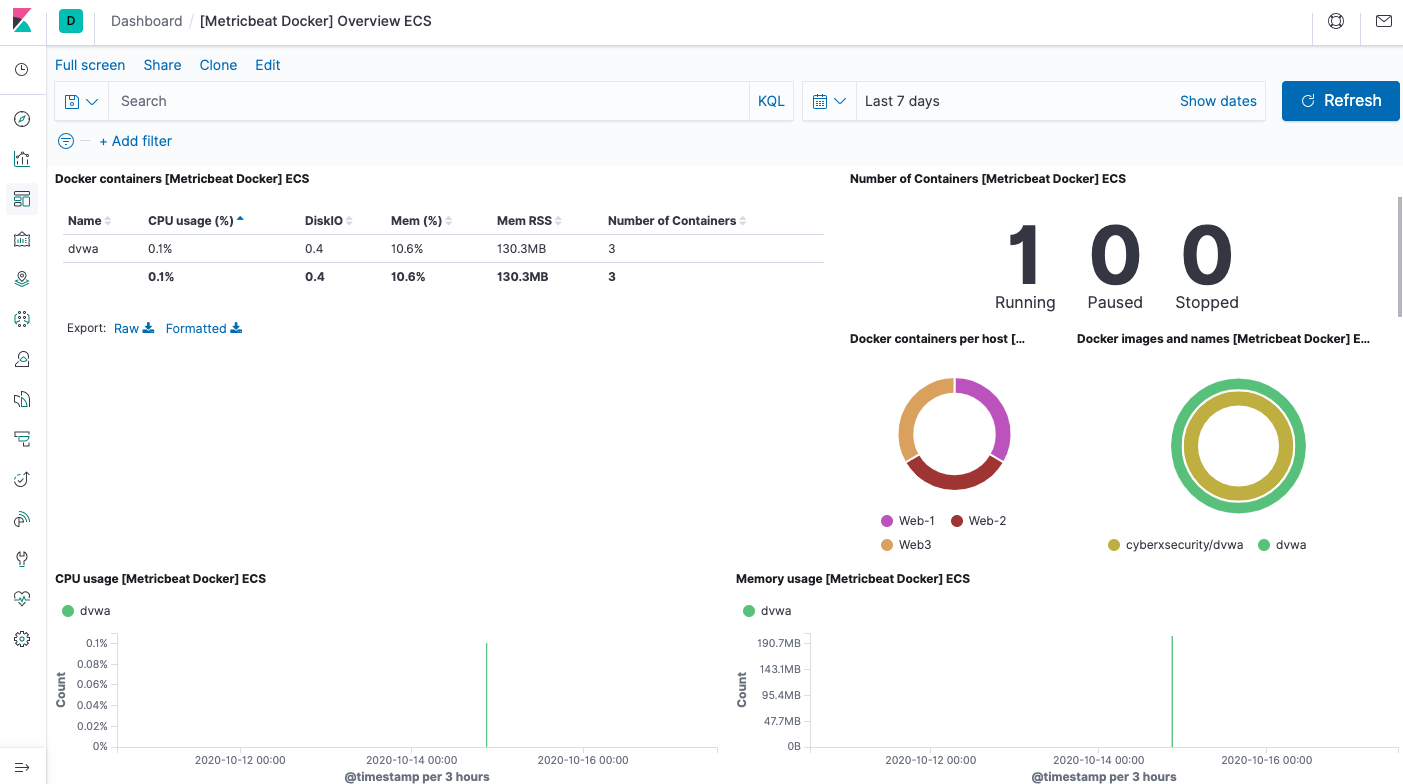 D Dashboard / [Metricbeat Docker] Overview ECS
Full screen Share Clone Edit
Search KQL Last 7 days Show dates Refresh
+ Add filter
Docker containers [Metricbeat Docker] ECS
Name CPU usage (%) DiskIO Mem (%) Mem RSS Number of Containers
dvwa 0.1% 0.4 10.6% 130.3MB 3
0.1% 0.4 10.6% 130.3MB 3
Export: Raw Formatted
Number of Containers [Metricbeat Docker] ECS
1 0 0
Running Paused Stopped
Docker containers per host [...
Web-1 Web-2
Web3
Docker images and names [Metricbeat Docker] E...
cyberxsecurity/dvwa dvwa
CPU usage [Metricbeat Docker] ECS
dvwa
Count
0.1%
0.08%
0.06%
0.04%
0.02%
0%
2020-10-12 00:00 2020-10-14 00:00 2020-10-16 00:00
@timestamp per 3 hours
Memory usage [Metricbeat Docker] ECS
dvwa
Count
190.7MB
143.1MB
95.4MB
47.7MB
0B
2020-10-12 00:00 2020-10-14 00:00 2020-10-16 00:00
@timestamp per 3 hours